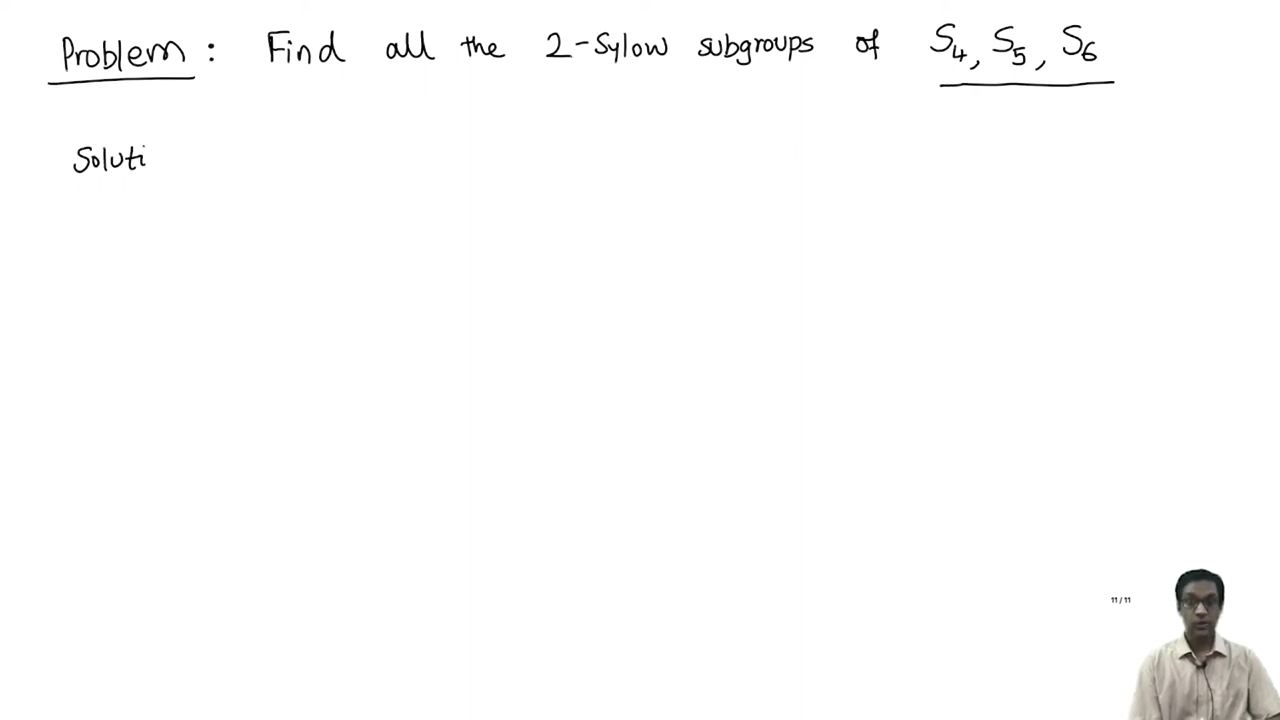 Problem : Find all the 2-Sylow subgroups of S₄, S₅, S₆
Soluti
11 / 11